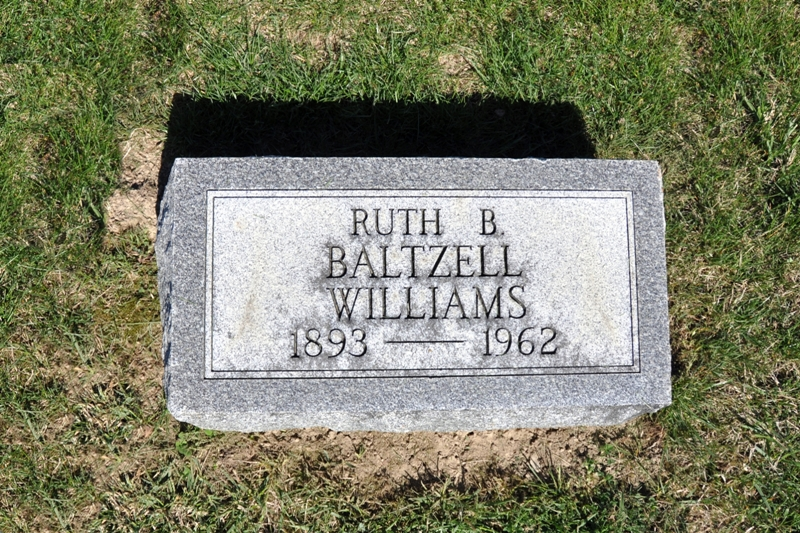 RUTH B.
BALTZELL
WILLIAMS
1893 — 1962